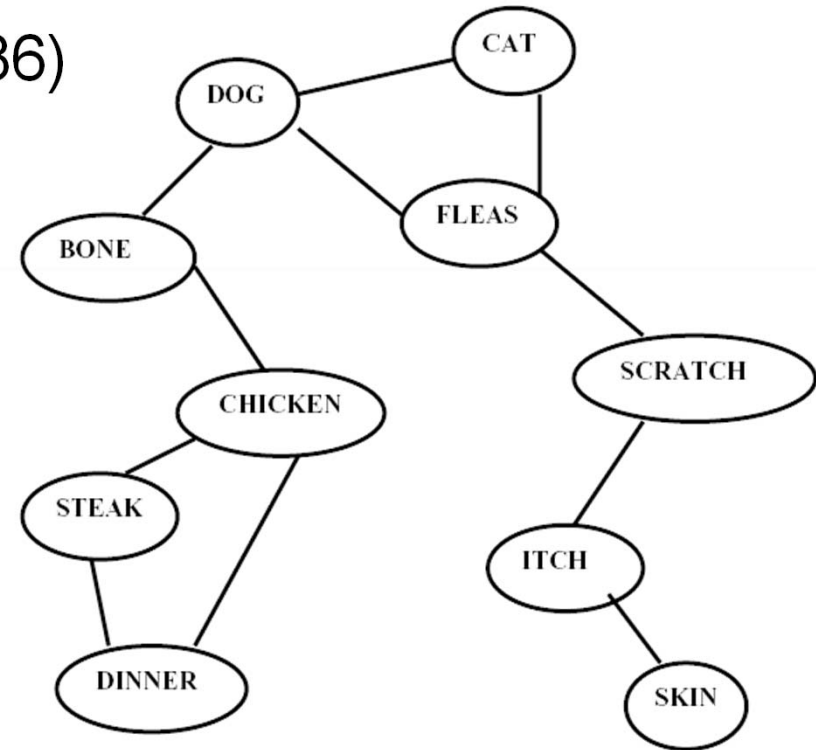 36)
CAT
DOG
FLEAS
BONE
SCRATCH
CHICKEN
STEAK
ITCH
DINNER
SKIN